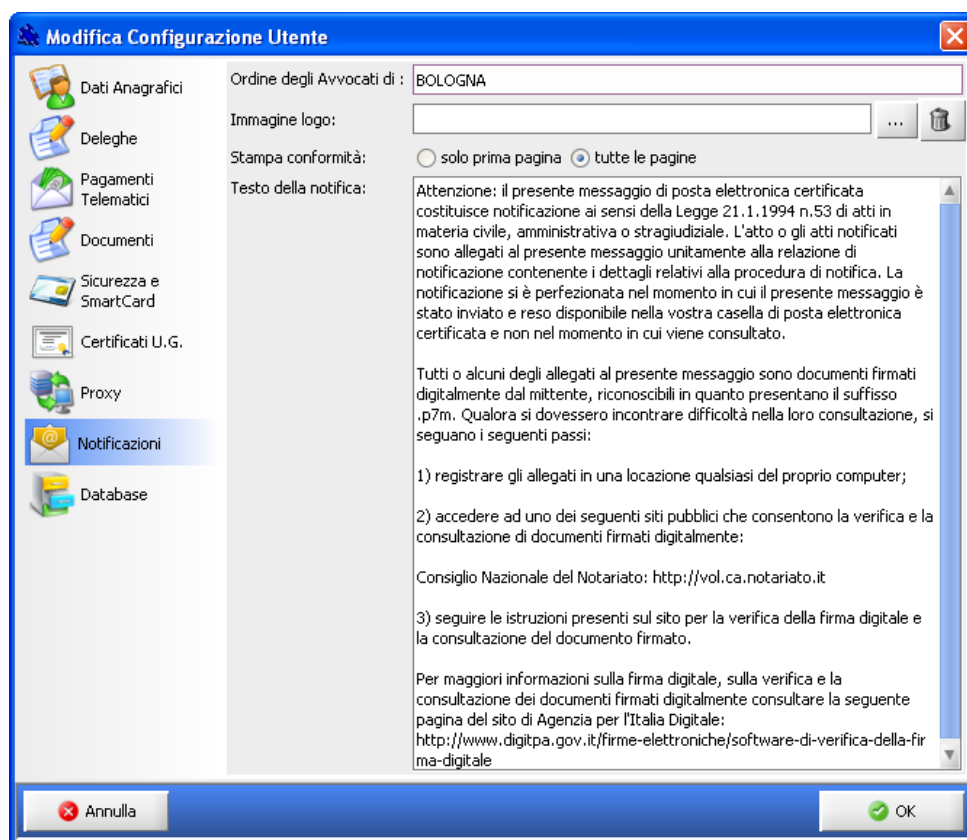 Modifica Configurazione Utente
Dati Anagrafici
Deleghe
Pagamenti
Telematici
Documenti
Sicurezza e
SmartCard
Certificati U.G.
Proxy
Notificazioni
Database
Ordine degli Avvocati di : BOLOGNA
Immagine logo: ...
Stampa conformità: solo prima pagina tutte le pagine
Testo della notifica:
Attenzione: il presente messaggio di posta elettronica certificata
costituisce notificazione ai sensi della Legge 21.1.1994 n.53 di atti in
materia civile, amministrativa o stragiudiziale. L'atto o gli atti notificati
sono allegati al presente messaggio unitamente alla relazione di
notificazione contenente i dettagli relativi alla procedura di notifica. La
notificazione si è perfezionata nel momento in cui il presente messaggio è
stato inviato e reso disponibile nella vostra casella di posta elettronica
certificata e non nel momento in cui viene consultato.
Tutti o alcuni degli allegati al presente messaggio sono documenti firmati
digitalmente dal mittente, riconoscibili in quanto presentano il suffisso
.p7m. Qualora si dovessero incontrare difficoltà nella loro consultazione, si
seguano i seguenti passi:
1) registrare gli allegati in una locazione qualsiasi del proprio computer;
2) accedere ad uno dei seguenti siti pubblici che consentono la verifica e la
consultazione di documenti firmati digitalmente:
Consiglio Nazionale del Notariato: http://vol.ca.notariato.it
3) seguire le istruzioni presenti sul sito per la verifica della firma digitale e
la consultazione del documento firmato.
Per maggiori informazioni sulla firma digitale, sulla verifica e la
consultazione dei documenti firmati digitalmente consultare la seguente
pagina del sito di Agenzia per l'Italia Digitale:
http://www.digitpa.gov.it/firme-elettroniche/software-di-verifica-della-fir
ma-digitale
Annulla
OK